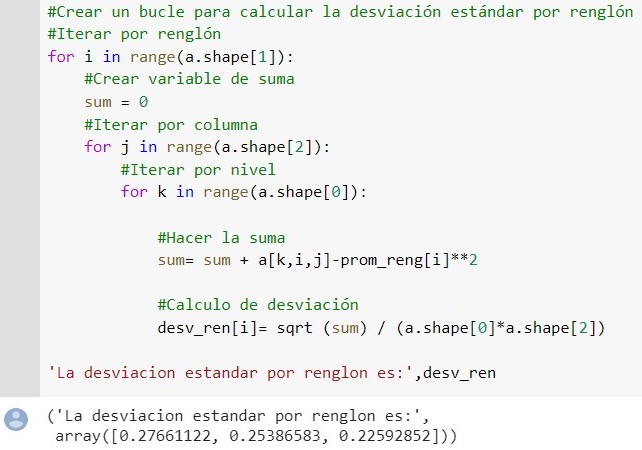 #Crear un bucle para calcular la desviación estándar por renglón
#Iterar por renglón
for i in range(a.shape[1]):
    #Crear variable de suma
    sum = 0
    #Iterar por columna
    for j in range(a.shape[2]):
        #Iterar por nivel
        for k in range(a.shape[0]):
            #Hacer la suma
            sum= sum + a[k,i,j]-prom_reng[i]**2
            #Calculo de desviación
            desv_ren[i]= sqrt (sum) / (a.shape[0]*a.shape[2])
'La desviacion estandar por renglon es:',desv_ren
('La desviacion estandar por renglon es:',
 array([0.27661122, 0.25386583, 0.22592852]))